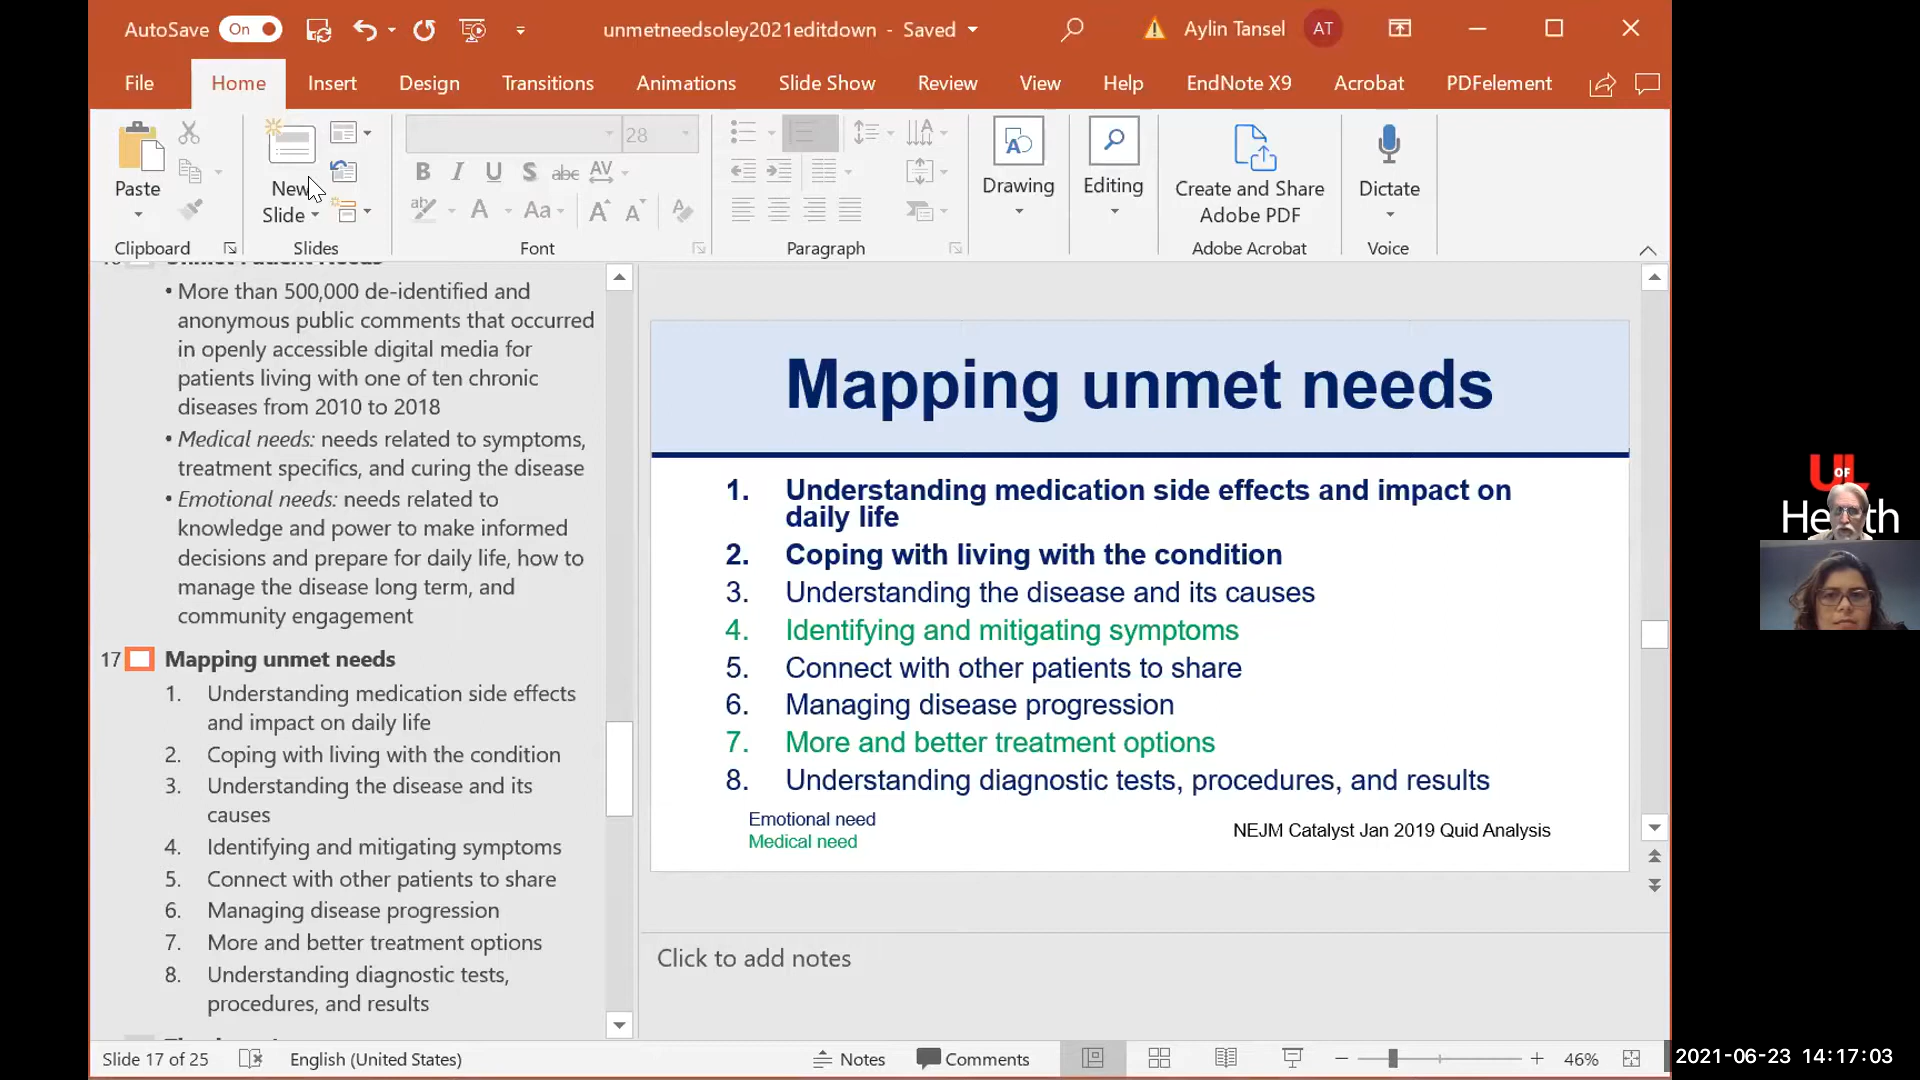 AutoSave On unmetneedsoley2021editdown - Saved Aylin Tansel AT
File Home Insert Design Transitions Animations Slide Show Review View Help EndNote X9 Acrobat PDFelement
Paste
New
Slide
28
B I U S abc AV
Aa A A
Drawing
Editing
Create and Share
Adobe PDF
Dictate
Clipboard Slides Font Paragraph Adobe Acrobat Voice
Unmet Patient Needs
• More than 500,000 de-identified and
anonymous public comments that occurred
in openly accessible digital media for
patients living with one of ten chronic
diseases from 2010 to 2018
• Medical needs: needs related to symptoms,
treatment specifics, and curing the disease
• Emotional needs: needs related to
knowledge and power to make informed
decisions and prepare for daily life, how to
manage the disease long term, and
community engagement
17 Mapping unmet needs
1. Understanding medication side effects
and impact on daily life
2. Coping with living with the condition
3. Understanding the disease and its
causes
4. Identifying and mitigating symptoms
5. Connect with other patients to share
6. Managing disease progression
7. More and better treatment options
8. Understanding diagnostic tests,
procedures, and results
Mapping unmet needs
1. Understanding medication side effects and impact on
daily life
2. Coping with living with the condition
3. Understanding the disease and its causes
4. Identifying and mitigating symptoms
5. Connect with other patients to share
6. Managing disease progression
7. More and better treatment options
8. Understanding diagnostic tests, procedures, and results
Emotional need
Medical need
NEJM Catalyst Jan 2019 Quid Analysis
Click to add notes
Slide 17 of 25 English (United States) Notes Comments 46%
UL
OF
2021-06-23 14:17:03